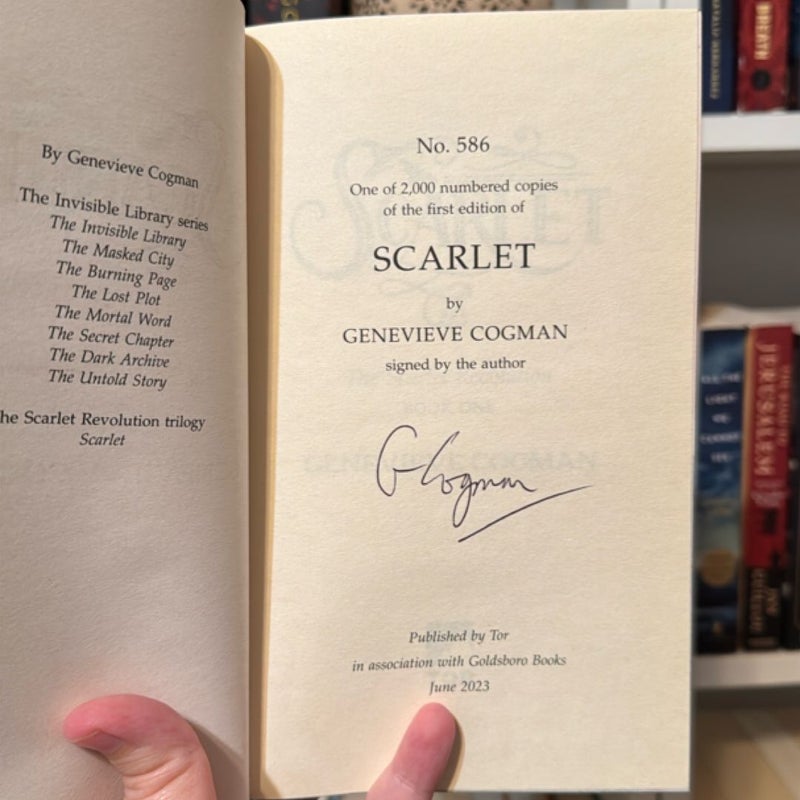 By Genevieve Cogman
The Invisible Library series
The Invisible Library
The Masked City
The Burning Page
The Lost Plot
The Mortal Word
The Secret Chapter
The Dark Archive
The Untold Story
he Scarlet Revolution trilogy
Scarlet
No. 586
One of 2,000 numbered copies
of the first edition of
SCARLET
by
GENEVIEVE COGMAN
signed by the author
G Cogman
Published by Tor
in association with Goldsboro Books
June 2023
BREATH
JERUSALEM